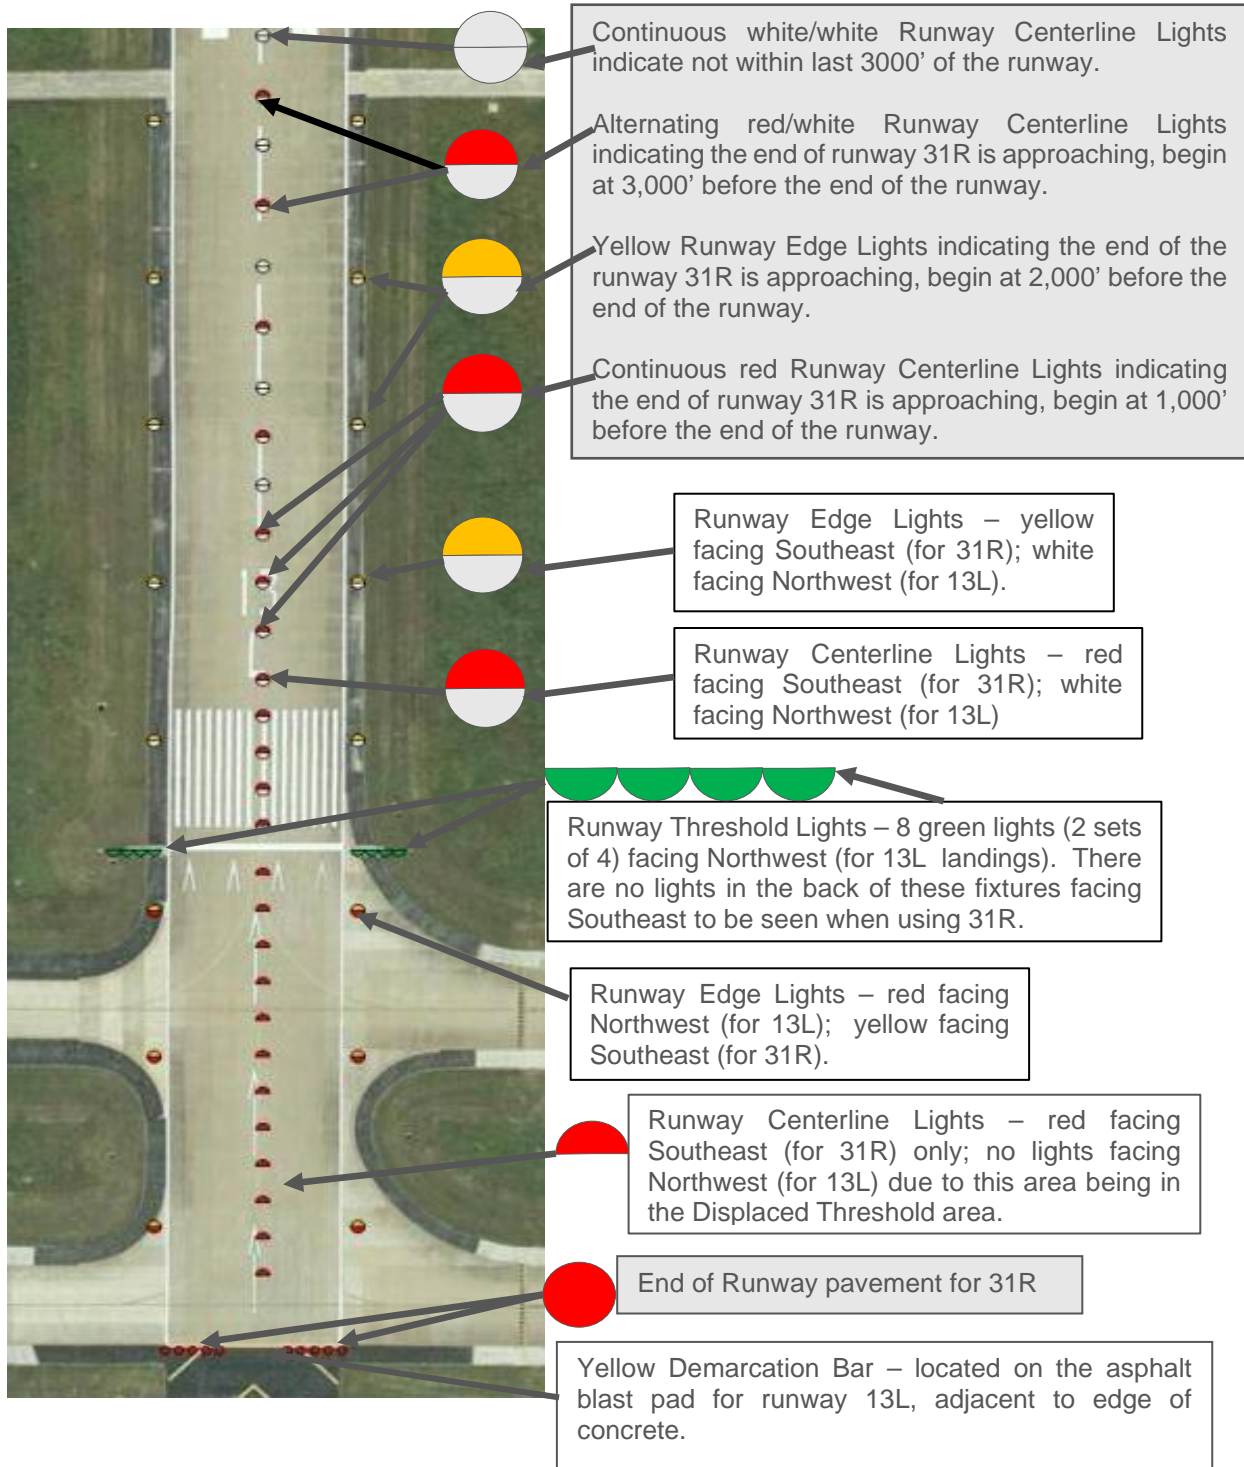 Continuous white/white Runway Centerline Lights
indicate not within last 3000’ of the runway.
Alternating red/white Runway Centerline Lights
indicating the end of runway 31R is approaching, begin
at 3,000’ before the end of the runway.
Yellow Runway Edge Lights indicating the end of the
runway 31R is approaching, begin at 2,000’ before the
end of the runway.
Continuous red Runway Centerline Lights indicating
the end of runway 31R is approaching, begin at 1,000’
before the end of the runway.
Runway Edge Lights – yellow
facing Southeast (for 31R); white
facing Northwest (for 13L).
Runway Centerline Lights – red
facing Southeast (for 31R); white
facing Northwest (for 13L)
Runway Threshold Lights – 8 green lights (2 sets
of 4) facing Northwest (for 13L landings). There
are no lights in the back of these fixtures facing
Southeast to be seen when using 31R.
Runway Edge Lights – red facing
Northwest (for 13L); yellow facing
Southeast (for 31R).
Runway Centerline Lights – red facing
Southeast (for 31R) only; no lights facing
Northwest (for 13L) due to this area being in
the Displaced Threshold area.
End of Runway pavement for 31R
Yellow Demarcation Bar – located on the asphalt
blast pad for runway 13L, adjacent to edge of
concrete.